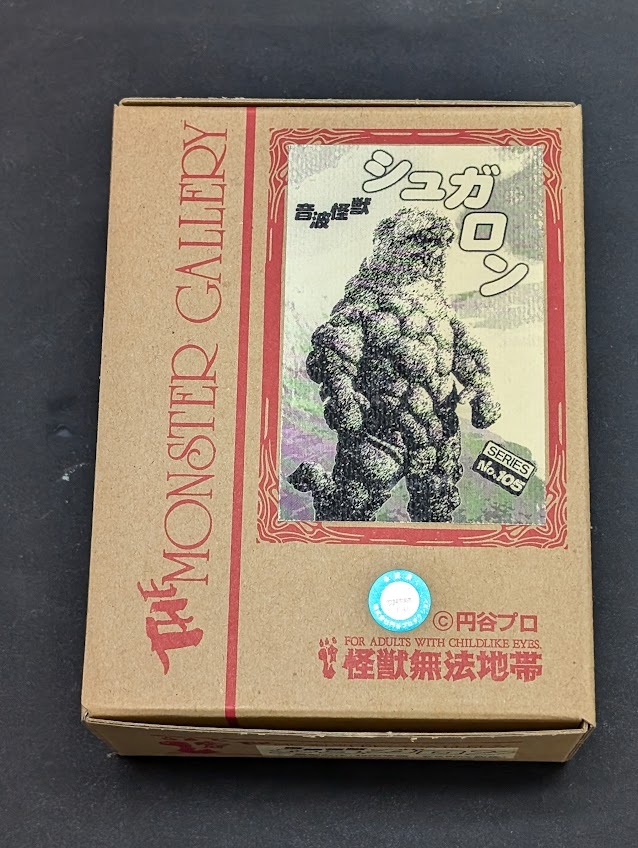 THE MONSTER GALLERY
シュガロン
音波怪獣
SERIES
No.105
©円谷プロ
FOR ADULTS WITH CHILDLIKE EYES.
怪獣無法地帯